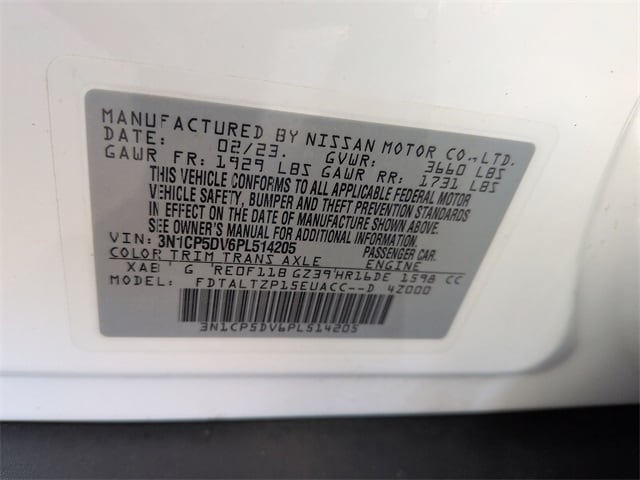 MANUFACTURED BY NISSAN MOTOR CO.,LTD.
DATE: 02/23. GVWR: 3660 LBS
GAWR FR: 1929 LBS GAWR RR: 1731 LBS
THIS VEHICLE CONFORMS TO ALL APPLICABLE FEDERAL MOTOR
VEHICLE SAFETY, BUMPER AND THEFT PREVENTION STANDARDS
IN EFFECT ON THE DATE OF MANUFACTURE SHOWN ABOVE.
SEE OWNER'S MANUAL FOR ADDITIONAL INFORMATION.
VIN: 3N1CP5DV6PL514205 PASSENGER CAR.
COLOR TRIM TRANS AXLE ENGINE
XAB G RE0F11B GZ39 HR16DE 1598 CC
MODEL: FDTALTZP15EUACC--D 4Z000
3N1CP5DV6PL514205